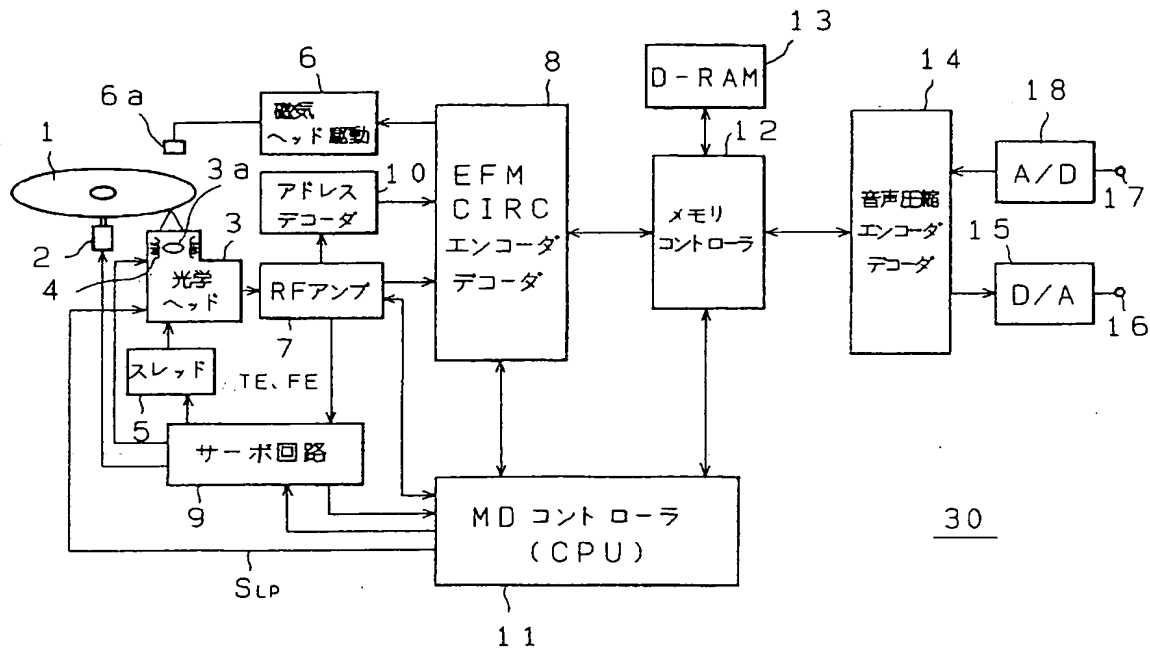 13
6
8
14
D-RAM
6a
磁気
ヘッド駆動
18
1
12
3a
10
EFM
CIRC
エンコーダ
デコーダ
A/D
アドレス
デコーダ
音声圧縮
エンコーダ
デコーダ
17
3
メモリ
コントローラ
15
2
4
光学
ヘッド
RFアンプ
D/A
16
7
スレッド
TE、FE
5
サーボ回路
9
MDコントローラ
(CPU)
30
SLP
11